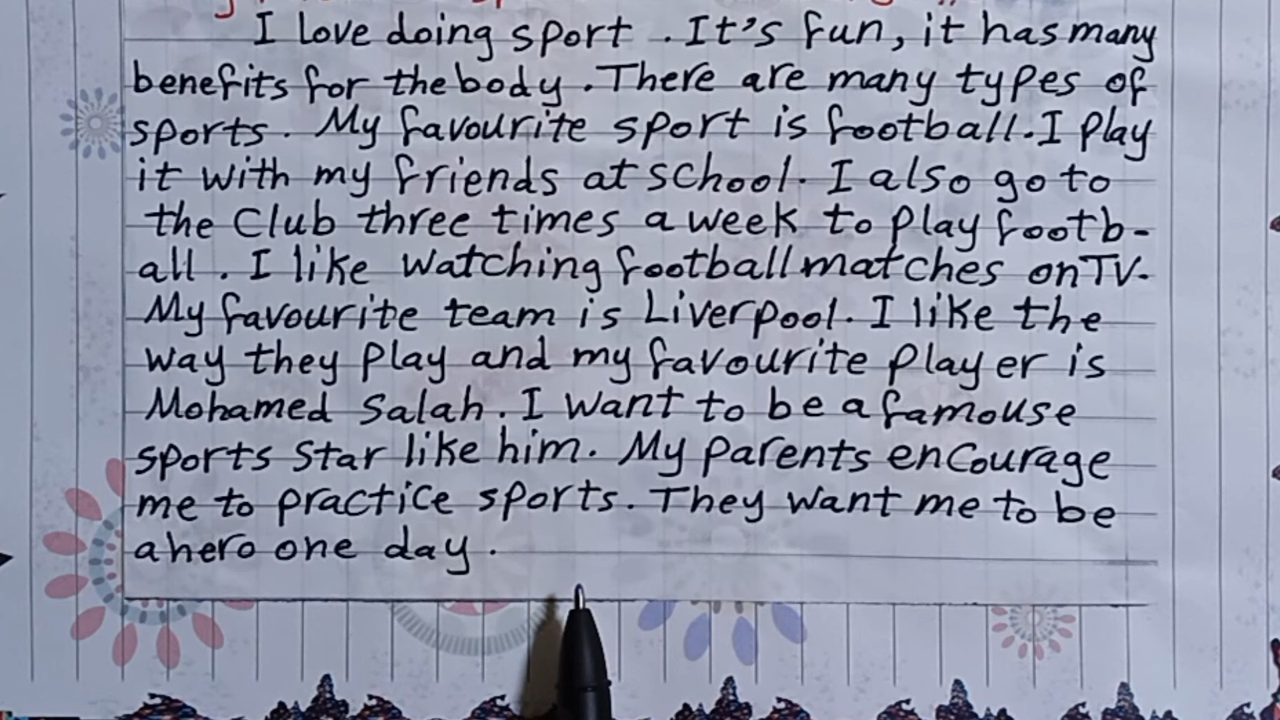 I love doing sport . It's fun, it has many
benefits for the body . There are many types of
sports. My favourite sport is football. I play
it with my friends at school. I also go to
the Club three times a week to play footb-
all . I like watching football matches on TV.
My favourite team is Liverpool. I like the
way they play and my favourite player is
Mohamed Salah. I want to be a famouse
sports star like him. My parents encourage
me to practice sports. They want me to be
a hero one day .